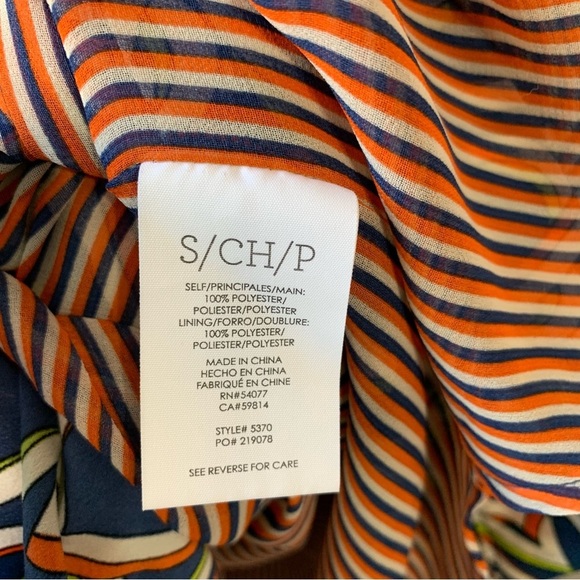 S/CH/P
SELF/PRINCIPALES/MAIN:
100% POLYESTER/
POLIESTER/POLYESTER
LINING/FORRO/DOUBLURE:
100% POLYESTER/
POLIESTER/POLYESTER
MADE IN CHINA
HECHO EN CHINA
FABRIQUÉ EN CHINE
RN#54077
CA#59814
STYLE# 5370
PO# 219078
SEE REVERSE FOR CARE